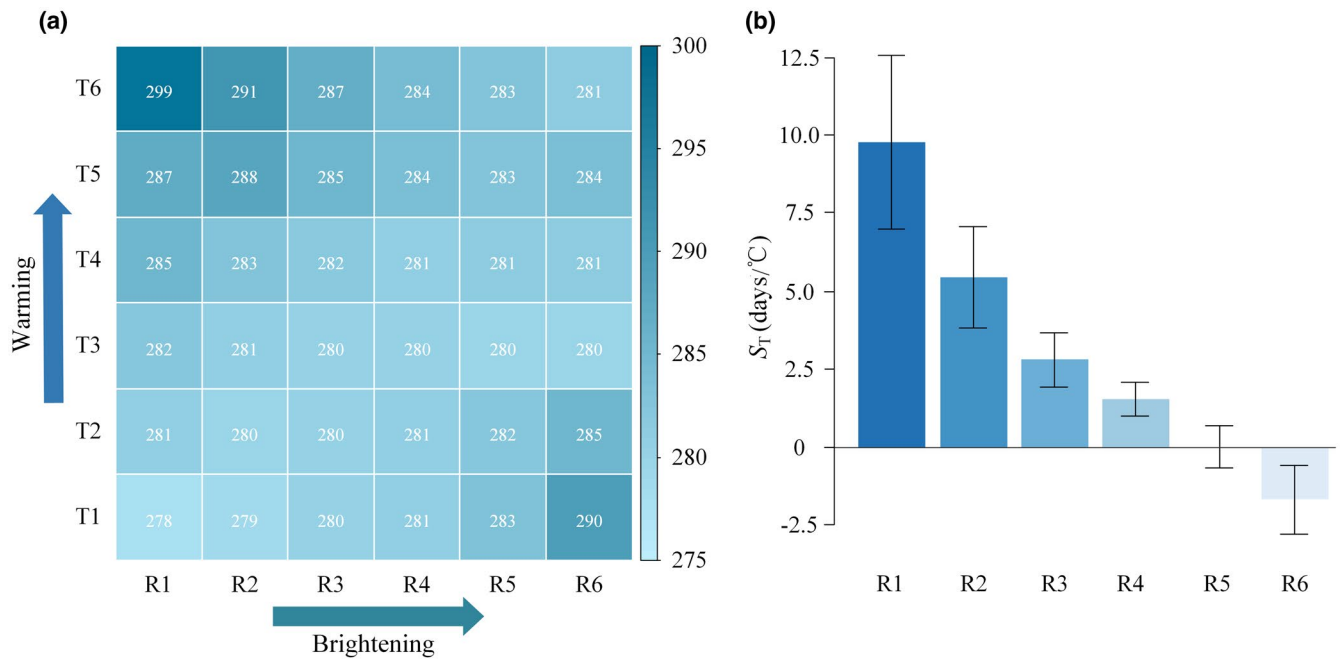 (a)
T6 299 291 287 284 283 281
T5 287 288 285 284 283 284
T4 285 283 282 281 281 281
T3 282 281 280 280 280 280
T2 281 280 280 281 282 285
T1 278 279 280 281 283 290
R1 R2 R3 R4 R5 R6
Warming
Brightening
300
295
290
285
280
275
(b)
12.5
10.0
7.5
5.0
2.5
0
-2.5
S_T (days/℃)
R1 R2 R3 R4 R5 R6